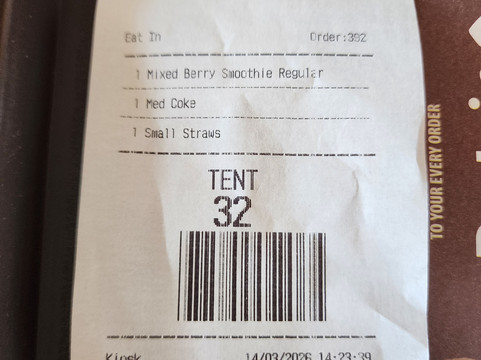 Eat In Order:392
1 Mixed Berry Smoothie Regular
1 Med Coke
1 Small Straws
TENT
32
Kiosk 14/03/2026 14:23:39
TO YOUR EVERY ORDER